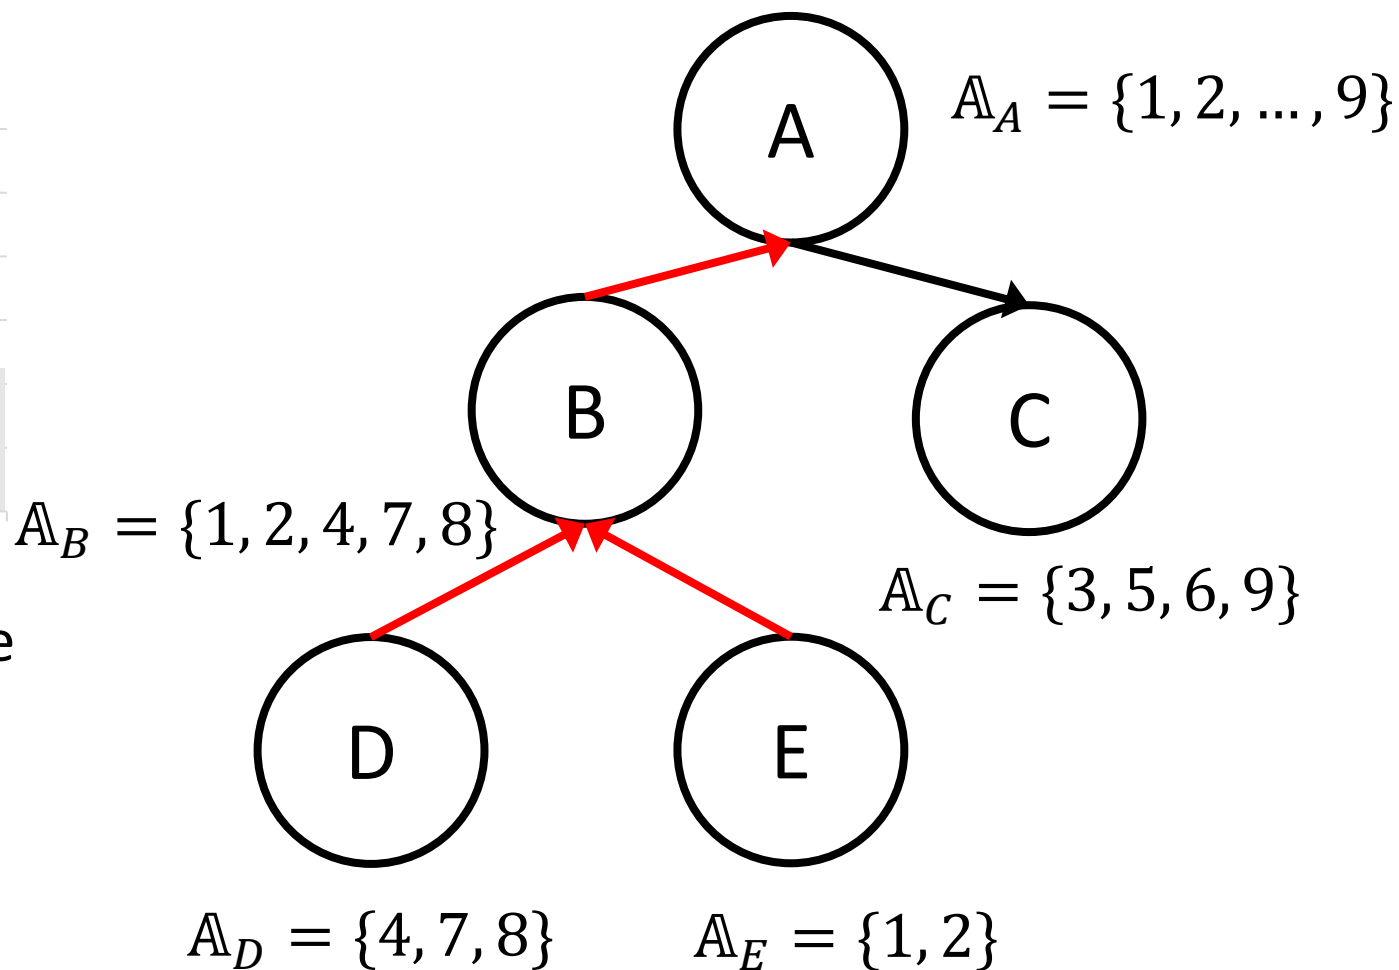 A
𝔸_A = {1, 2, … , 9}
B
C
𝔸_B = {1, 2, 4, 7, 8}
𝔸_C = {3, 5, 6, 9}
e
D
E
𝔸_D = {4, 7, 8}
𝔸_E = {1, 2}